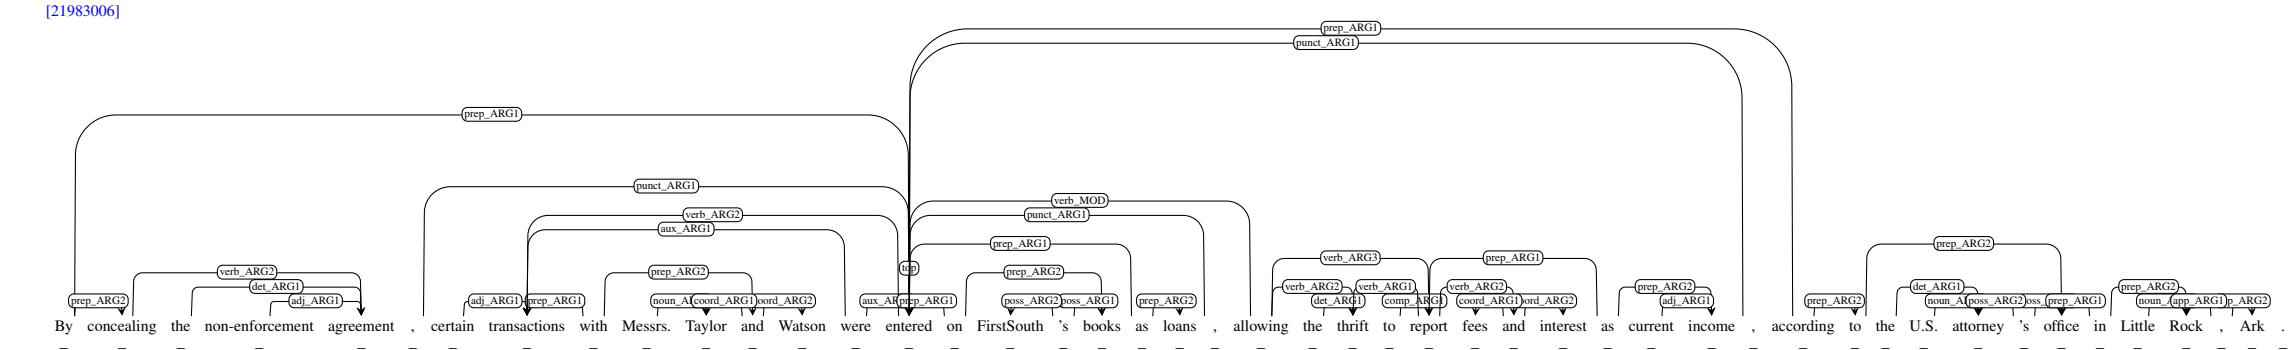 [21983006]
prep_ARG1
punct_ARG1
prep_ARG1
punct_ARG1
verb_MOD
verb_ARG2 punct_ARG1
aux_ARG1
prep_ARG1 prep_ARG2
top
verb_ARG3 prep_ARG1
verb_ARG2 prep_ARG2 prep_ARG2
det_ARG1 verb_ARG2 verb_ARG1 verb_ARG2 prep_ARG2 det_ARG1 prep_ARG2
prep_ARG2 adj_ARG1 adj_ARG1 prep_ARG1 coord_ARG1 prep_ARG1 poss_ARG2 poss_ARG1 prep_ARG2 det_ARG1 comp_ARG1 coord_ARG1 adj_ARG1 prep_ARG2 poss_ARG2 prep_ARG1 app_ARG1
By concealing the non-enforcement agreement , certain transactions with Messrs. Taylor and Watson were entered on FirstSouth 's books as loans , allowing the thrift to report fees and interest as current income , according to the U.S. attorney 's office in Little Rock , Ark .